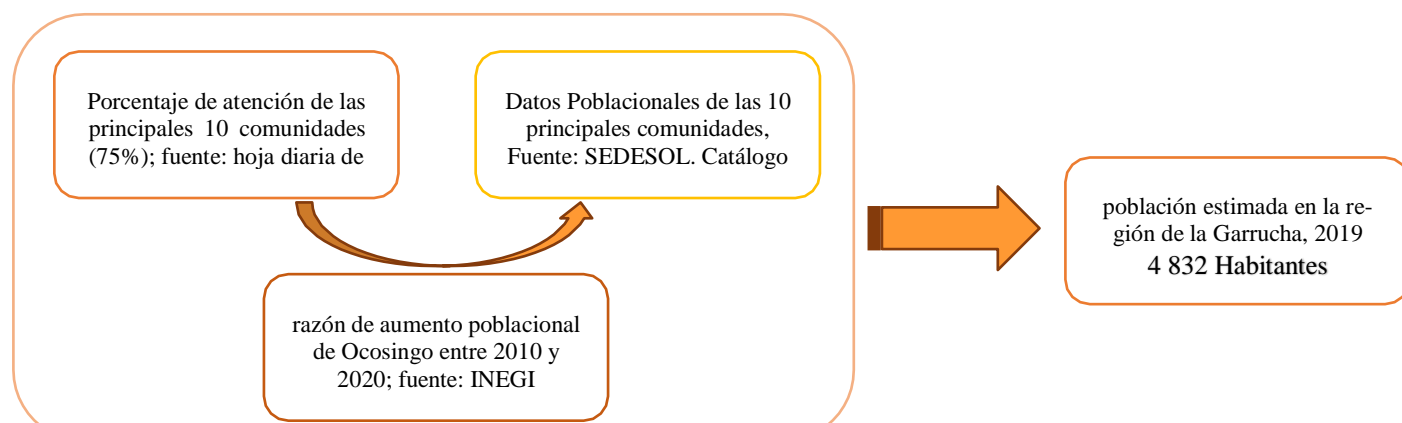 Porcentaje de atención de las
principales 10 comunidades
(75%); fuente: hoja diaria de
Datos Poblacionales de las 10
principales comunidades,
Fuente: SEDESOL. Catálogo
razón de aumento poblacional
de Ocosingo entre 2010 y
2020; fuente: INEGI
población estimada en la re-
gión de la Garrucha, 2019
4 832 Habitantes